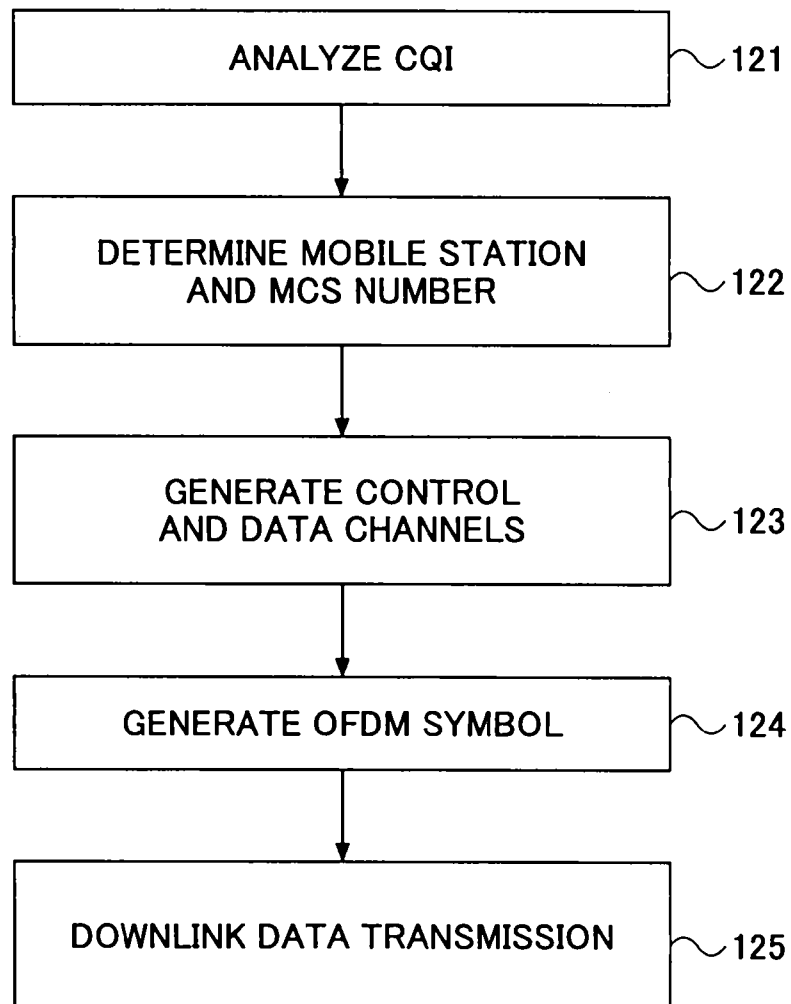 ANALYZE CQI
121
DETERMINE MOBILE STATION
AND MCS NUMBER
122
GENERATE CONTROL
AND DATA CHANNELS
123
GENERATE OFDM SYMBOL
124
DOWNLINK DATA TRANSMISSION
125